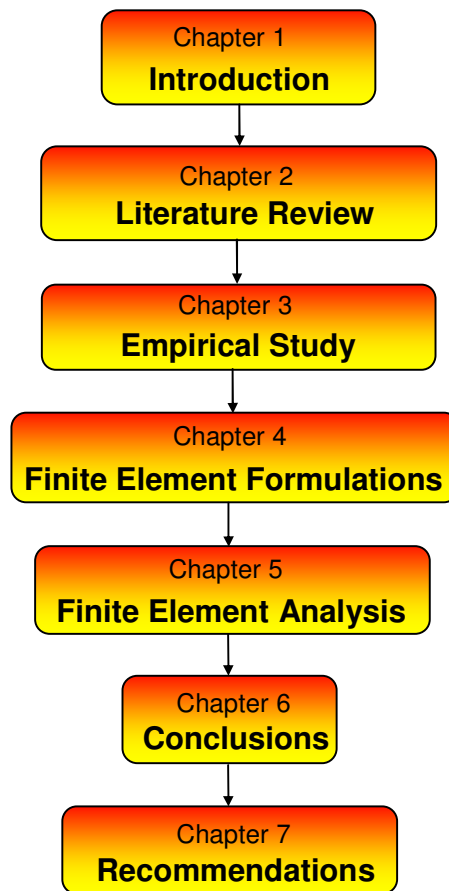 Chapter 1
Introduction
Chapter 2
Literature Review
Chapter 3
Empirical Study
Chapter 4
Finite Element Formulations
Chapter 5
Finite Element Analysis
Chapter 6
Conclusions
Chapter 7
Recommendations